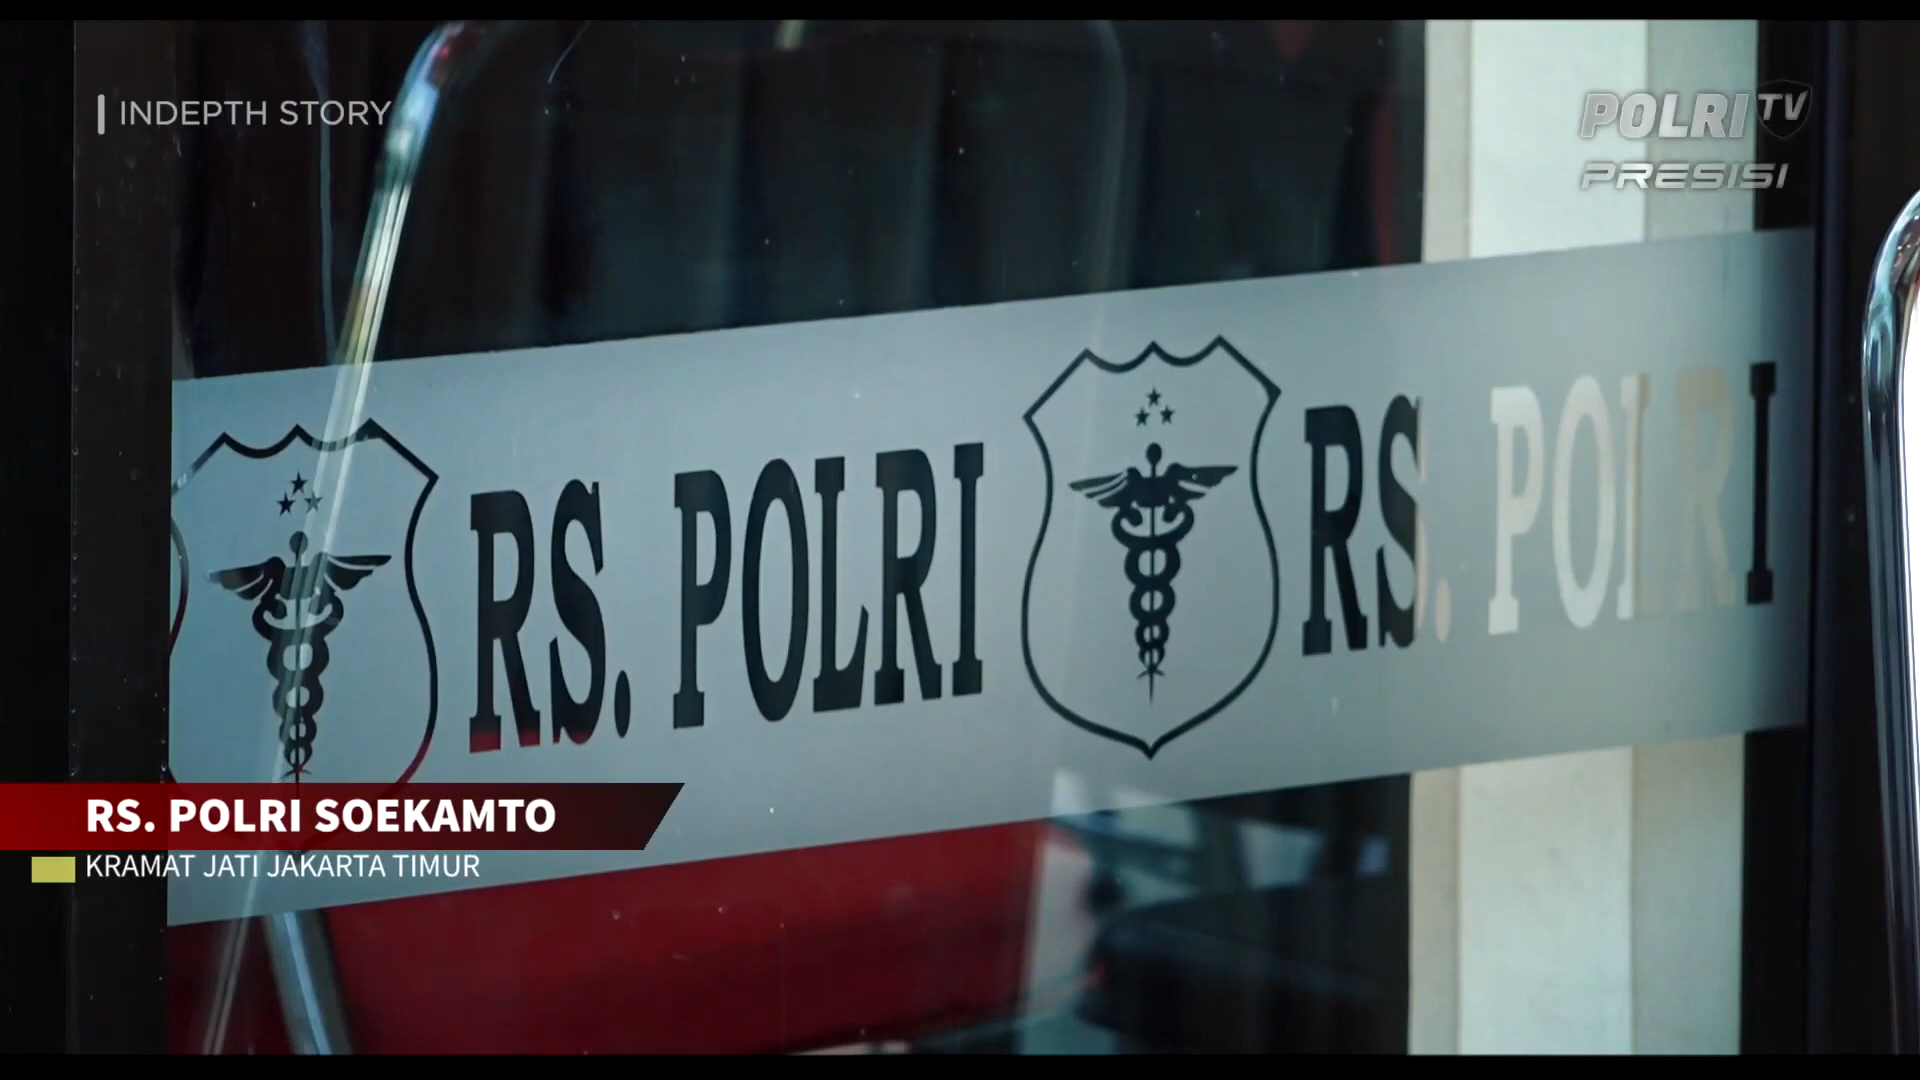 INDEPTH STORY
POLRI TV
PRESISI
RS. POLRI RS. POLRI
RS. POLRI SOEKAMTO
KRAMAT JATI JAKARTA TIMUR